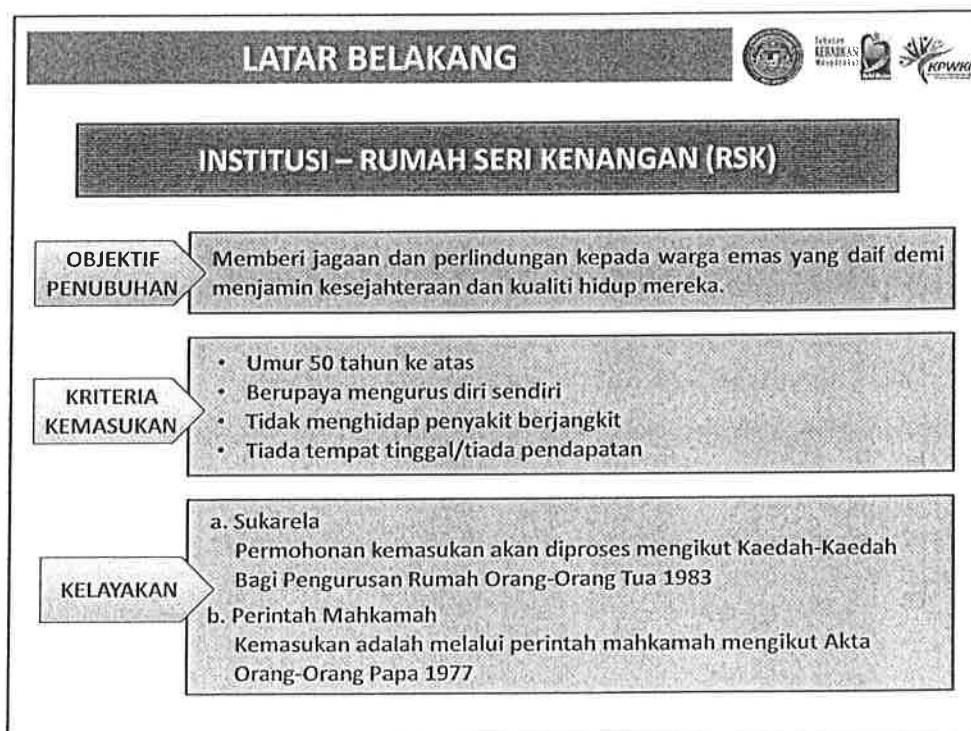 LATAR BELAKANG
Jabatan
KEBAJIKAN
Masyarakat
KPWKM
INSTITUSI – RUMAH SERI KENANGAN (RSK)
OBJEKTIF
PENUBUHAN
Memberi jagaan dan perlindungan kepada warga emas yang daif demi
menjamin kesejahteraan dan kualiti hidup mereka.
KRITERIA
KEMASUKAN
• Umur 50 tahun ke atas
• Berupaya mengurus diri sendiri
• Tidak menghidap penyakit berjangkit
• Tiada tempat tinggal/tiada pendapatan
KELAYAKAN
a. Sukarela
Permohonan kemasukan akan diproses mengikut Kaedah-Kaedah
Bagi Pengurusan Rumah Orang-Orang Tua 1983
b. Perintah Mahkamah
Kemasukan adalah melalui perintah mahkamah mengikut Akta
Orang-Orang Papa 1977